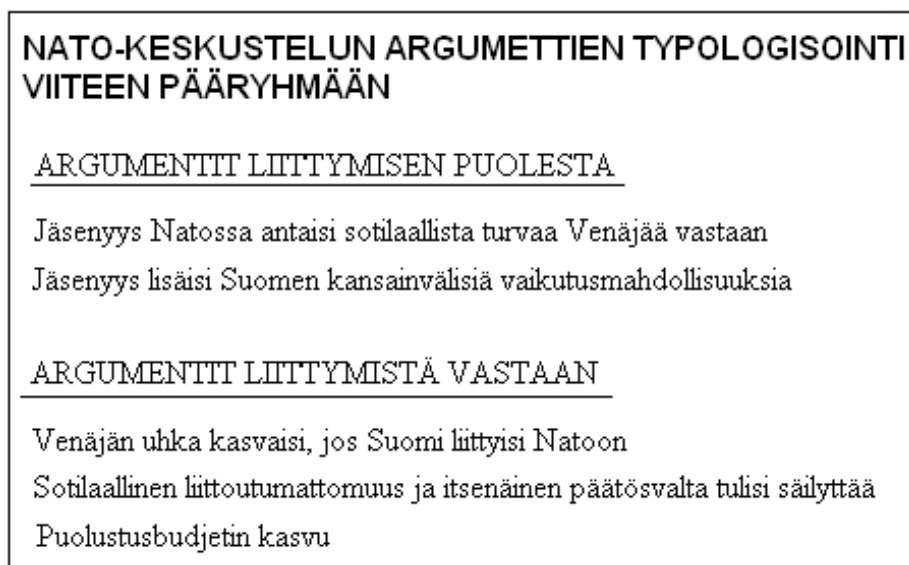 NATO-KESKUSTELUN ARGUMETTIEN TYPOLOGISOINTI
VIITEEN PÄÄRYHMÄÄN
ARGUMENTIT LIITTYMISEN PUOLESTA
Jäsenyys Natossa antaisi sotilaallista turvaa Venäjää vastaan
Jäsenyys lisäisi Suomen kansainvälisiä vaikutusmahdollisuuksia
ARGUMENTIT LIITTYMISTÄ VASTAAN
Venäjän uhka kasvaisi, jos Suomi liittyisi Natoon
Sotilaallinen liittoutumattomuus ja itsenäinen päätösvalta tulisi säilyttää
Puolustusbudjetin kasvu